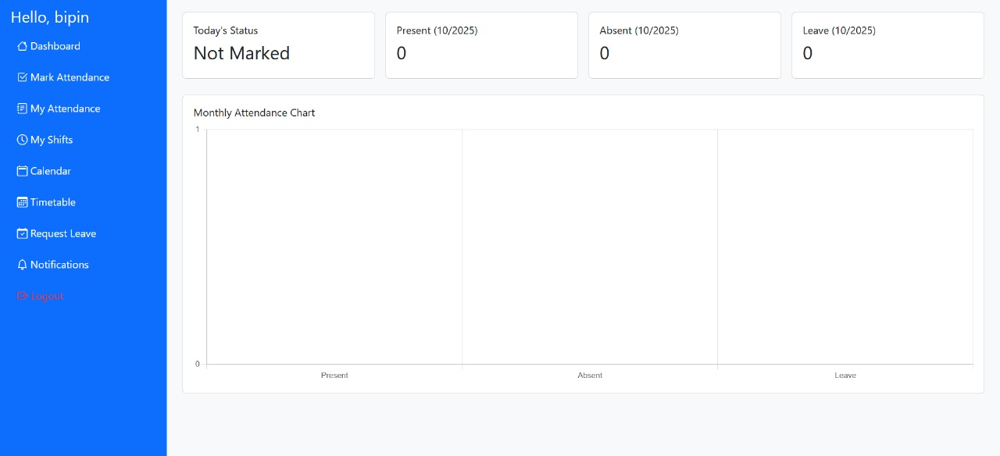 Hello, bipin
Dashboard
Mark Attendance
My Attendance
My Shifts
Calendar
Timetable
Request Leave
Notifications
Logout
Today's Status
Not Marked
Present (10/2025)
0
Absent (10/2025)
0
Leave (10/2025)
0
Monthly Attendance Chart
1
0
Present
Absent
Leave